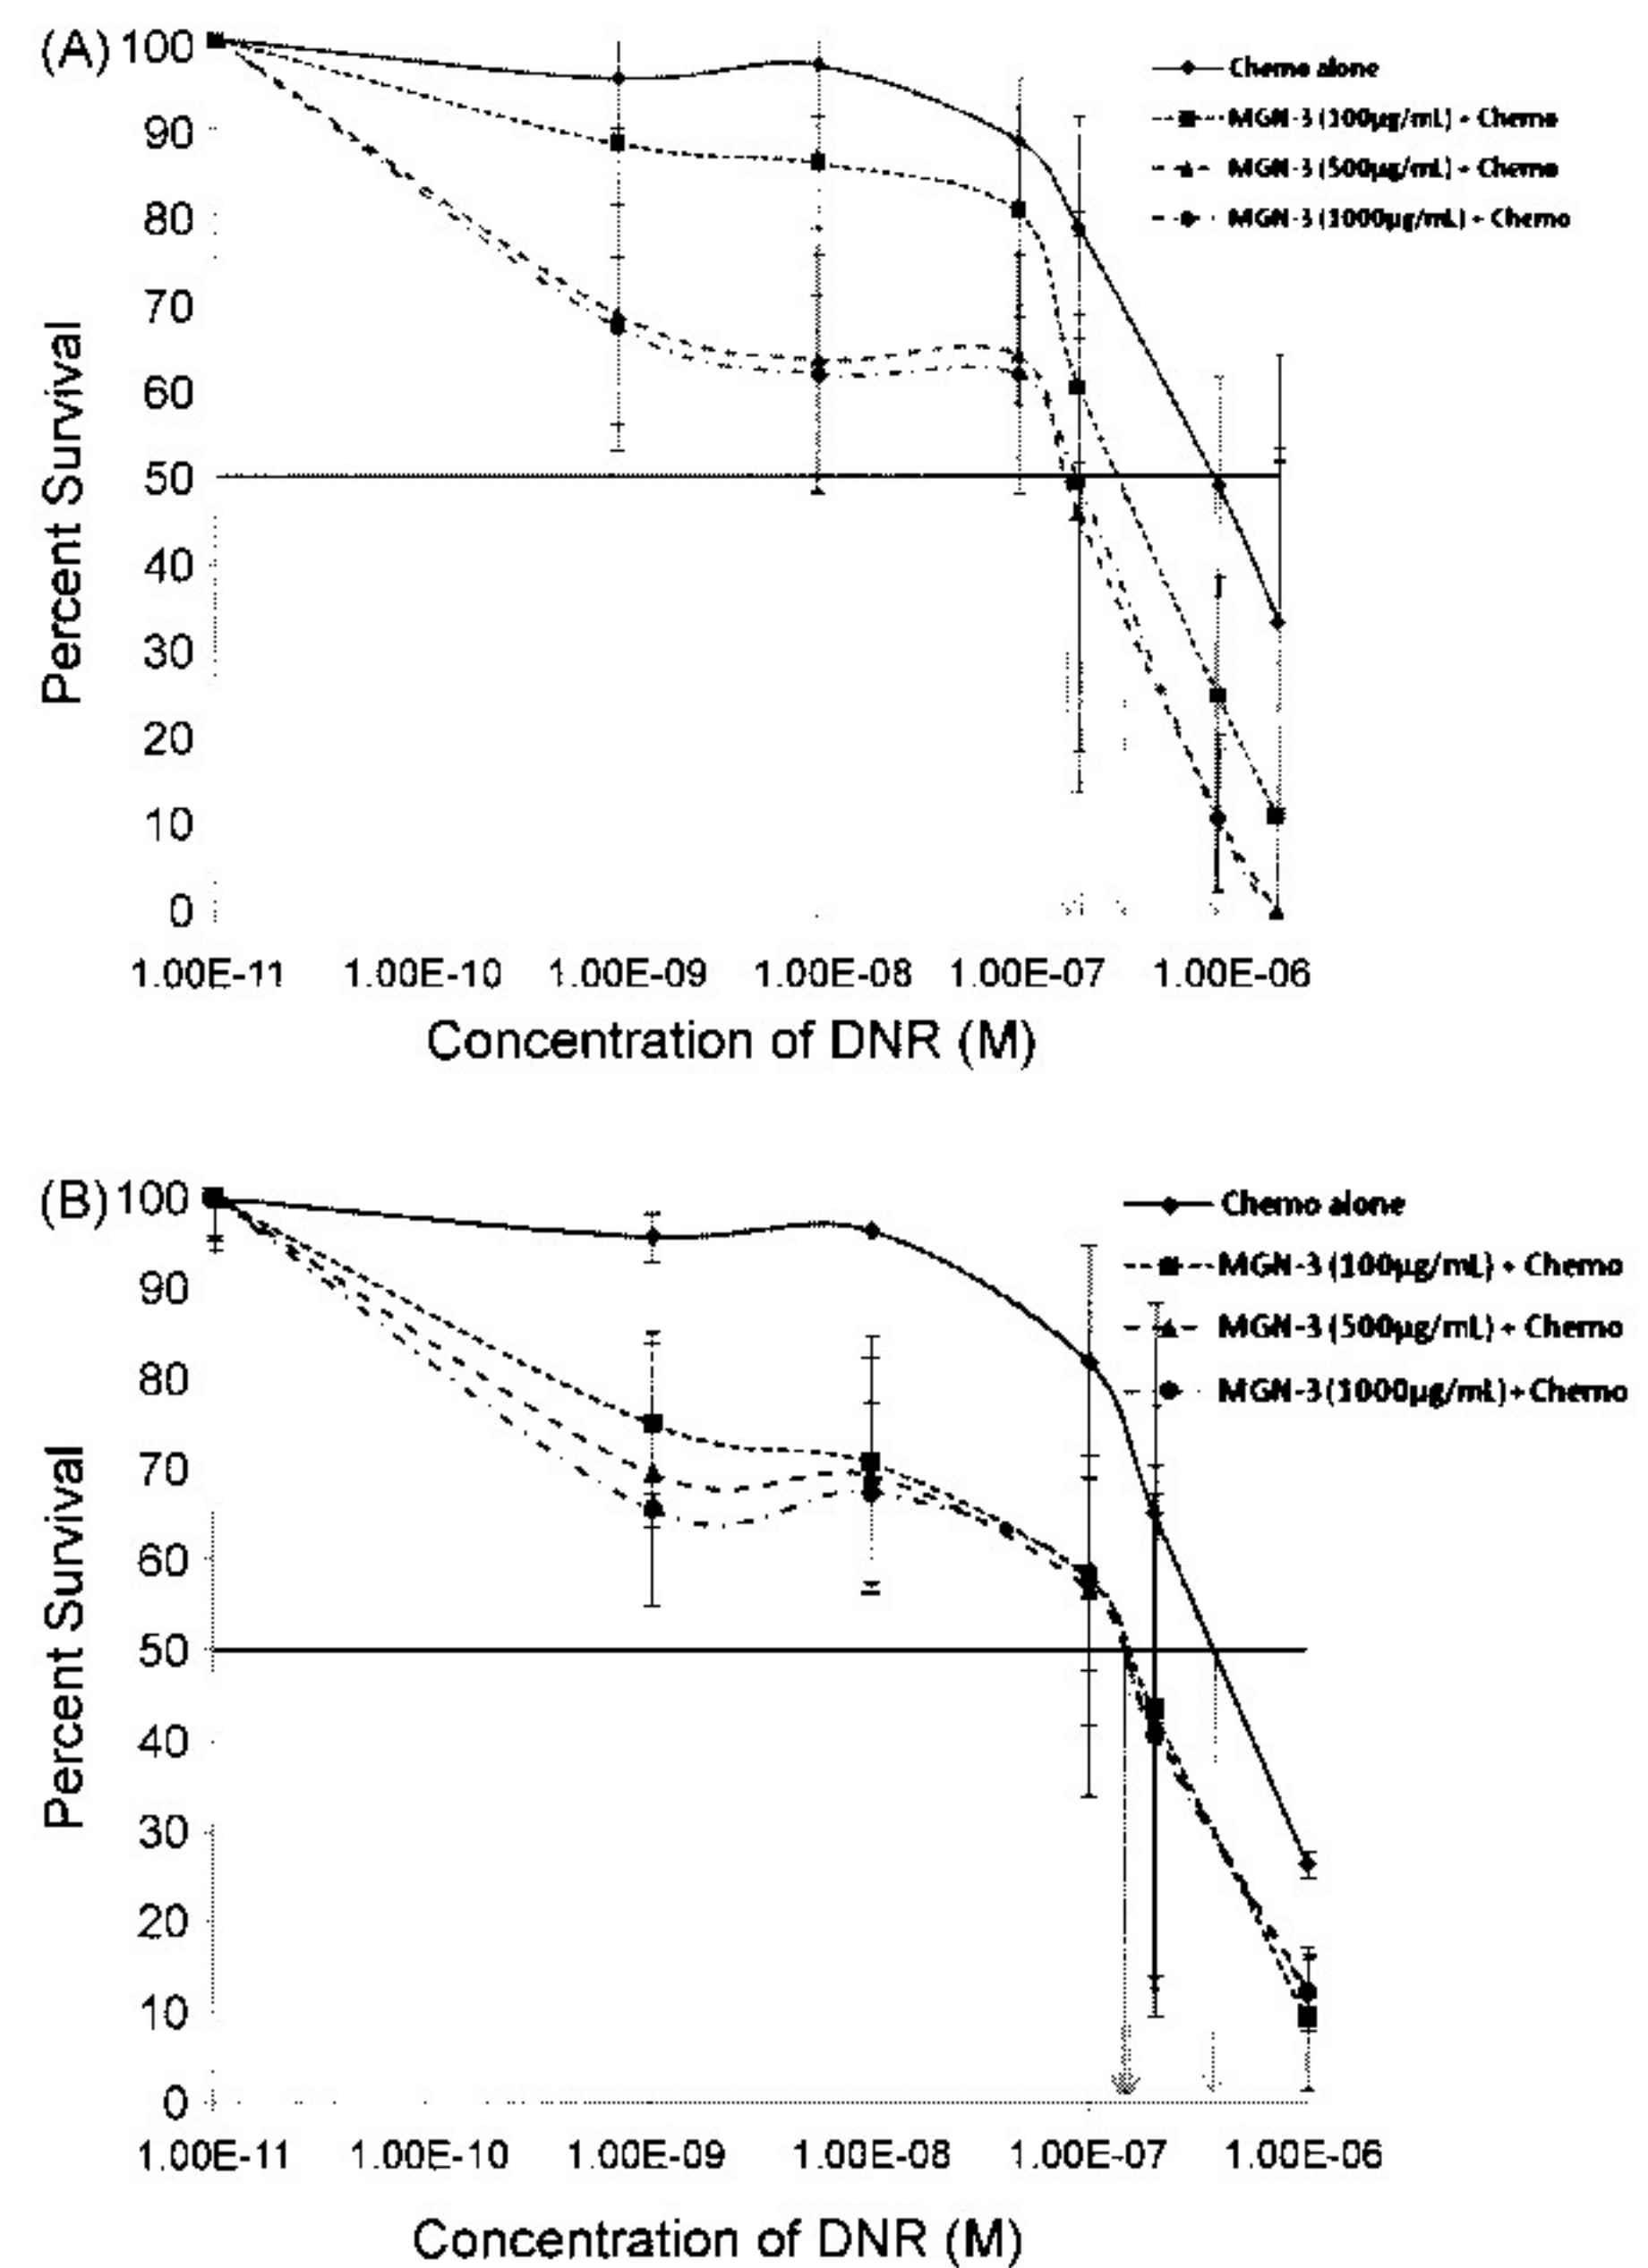 (A)
100
90
80
70
60
50
40
30
20
10
0
Percent Survival
Chemo alone
MGN-3 (100µg/mL) + Chemo
MGN-3 (500µg/mL) + Chemo
MGN-3 (1000µg/mL) + Chemo
1.00E-11 1.00E-10 1.00E-09 1.00E-08 1.00E-07 1.00E-06
Concentration of DNR (M)
(B)
100
90
80
70
60
50
40
30
20
10
0
Percent Survival
Chemo alone
MGN-3 (100µg/mL) + Chemo
MGN-3 (500µg/mL) + Chemo
MGN-3 (1000µg/mL) + Chemo
1.00E-11 1.00E-10 1.00E-09 1.00E-08 1.00E-07 1.00E-06
Concentration of DNR (M)